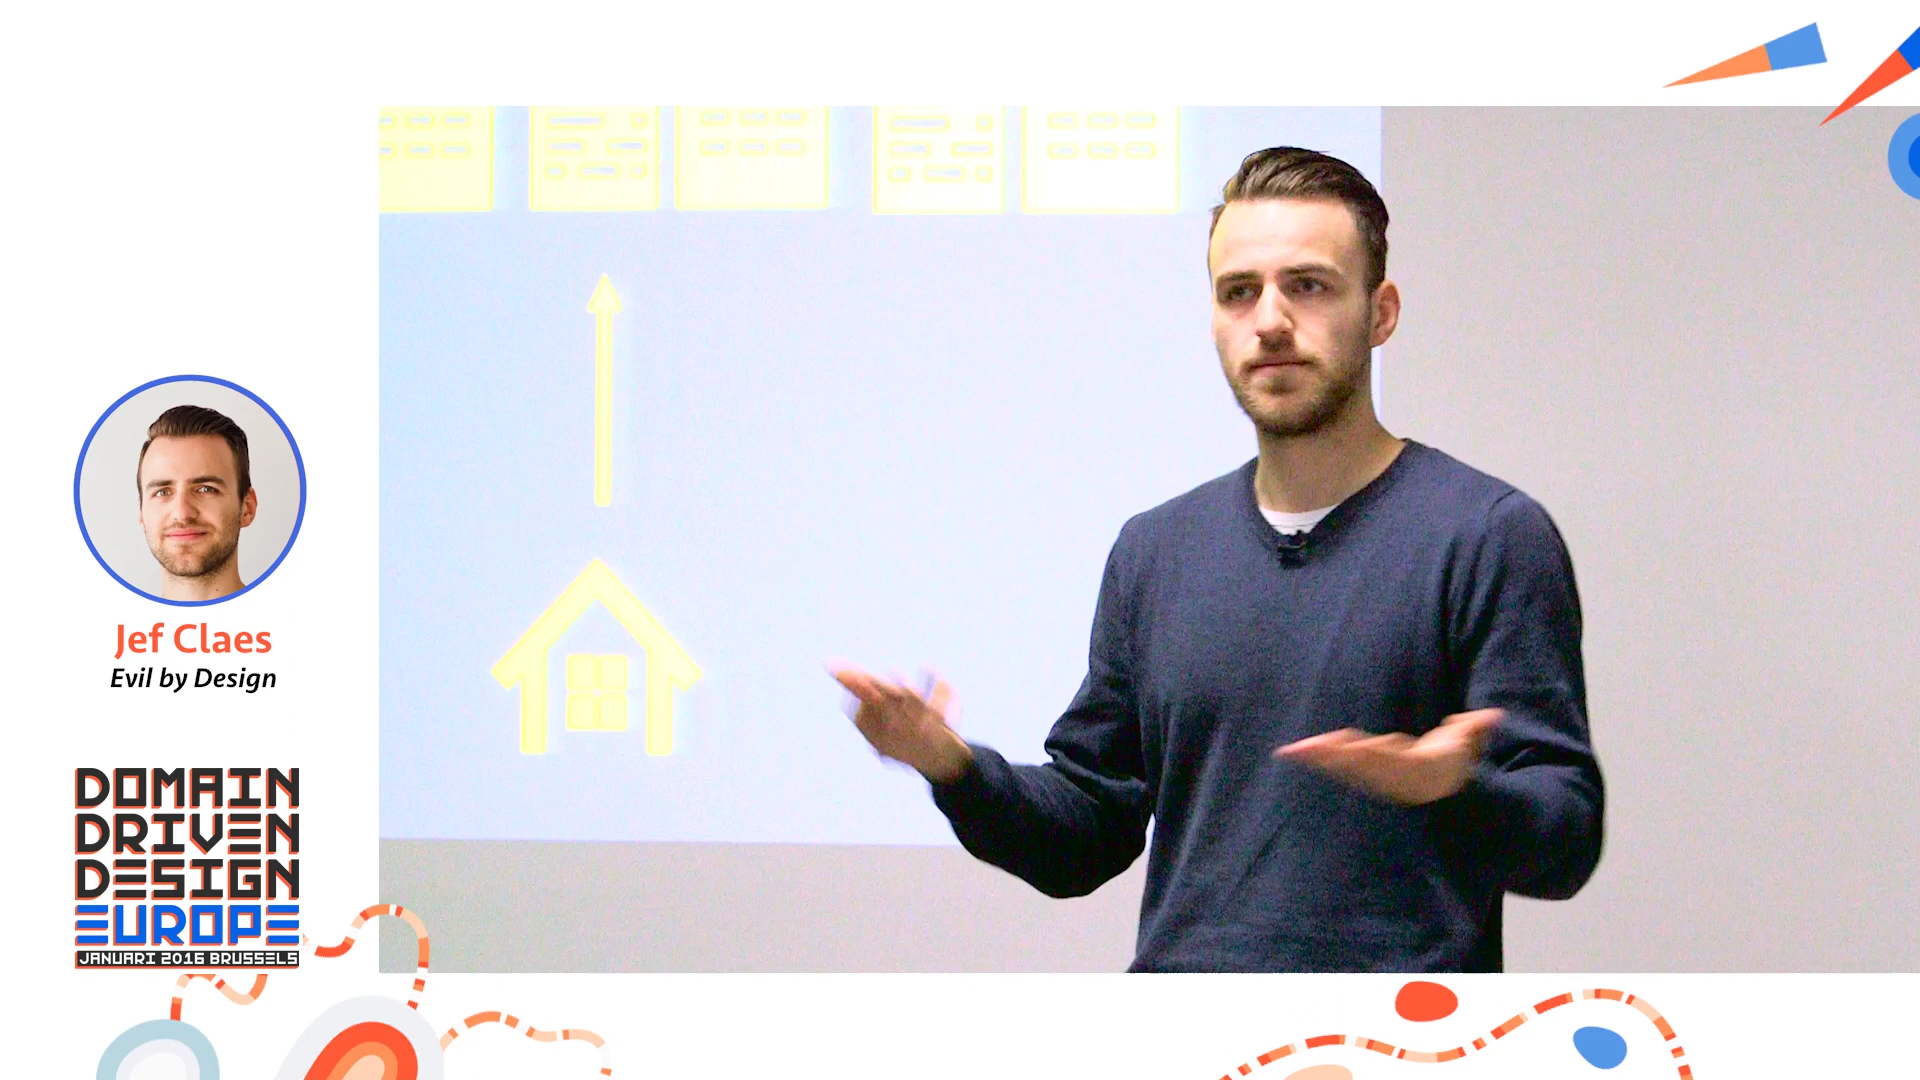 Jef Claes
Evil by Design
DOMAIN
DRIVEN
DESIGN
EUROPE
JANUARI 2016 BRUSSELS